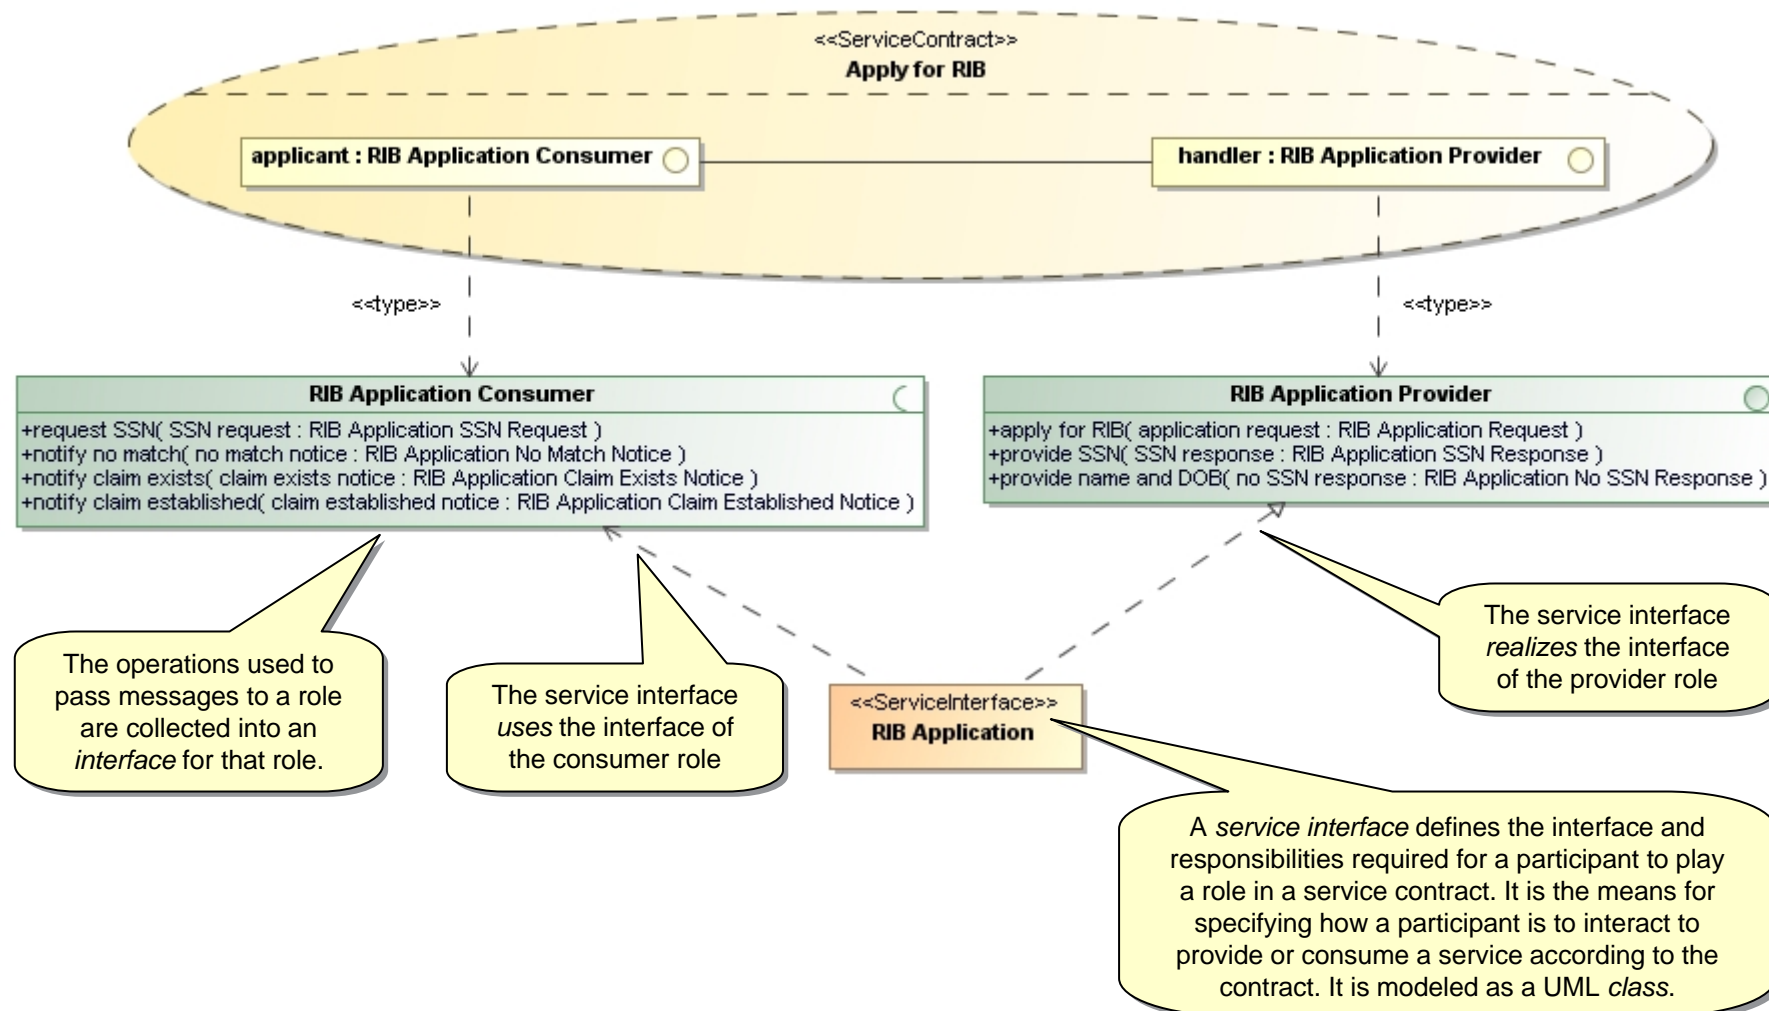 <<ServiceContract>>
Apply for RIB
applicant : RIB Application Consumer
handler : RIB Application Provider
<<type>>
<<type>>
RIB Application Consumer
+request SSN( SSN request : RIB Application SSN Request )
+notify no match( no match notice : RIB Application No Match Notice )
+notify claim exists( claim exists notice : RIB Application Claim Exists Notice )
+notify claim established( claim established notice : RIB Application Claim Established Notice )
RIB Application Provider
+apply for RIB( application request : RIB Application Request )
+provide SSN( SSN response : RIB Application SSN Response )
+provide name and DOB( no SSN response : RIB Application No SSN Response )
The operations used to
pass messages to a role
are collected into an
interface for that role.
The service interface
uses the interface of
the consumer role
<<ServiceInterface>>
RIB Application
The service interface
realizes the interface
of the provider role
A service interface defines the interface and
responsibilities required for a participant to play
a role in a service contract. It is the means for
specifying how a participant is to interact to
provide or consume a service according to the
contract. It is modeled as a UML class.